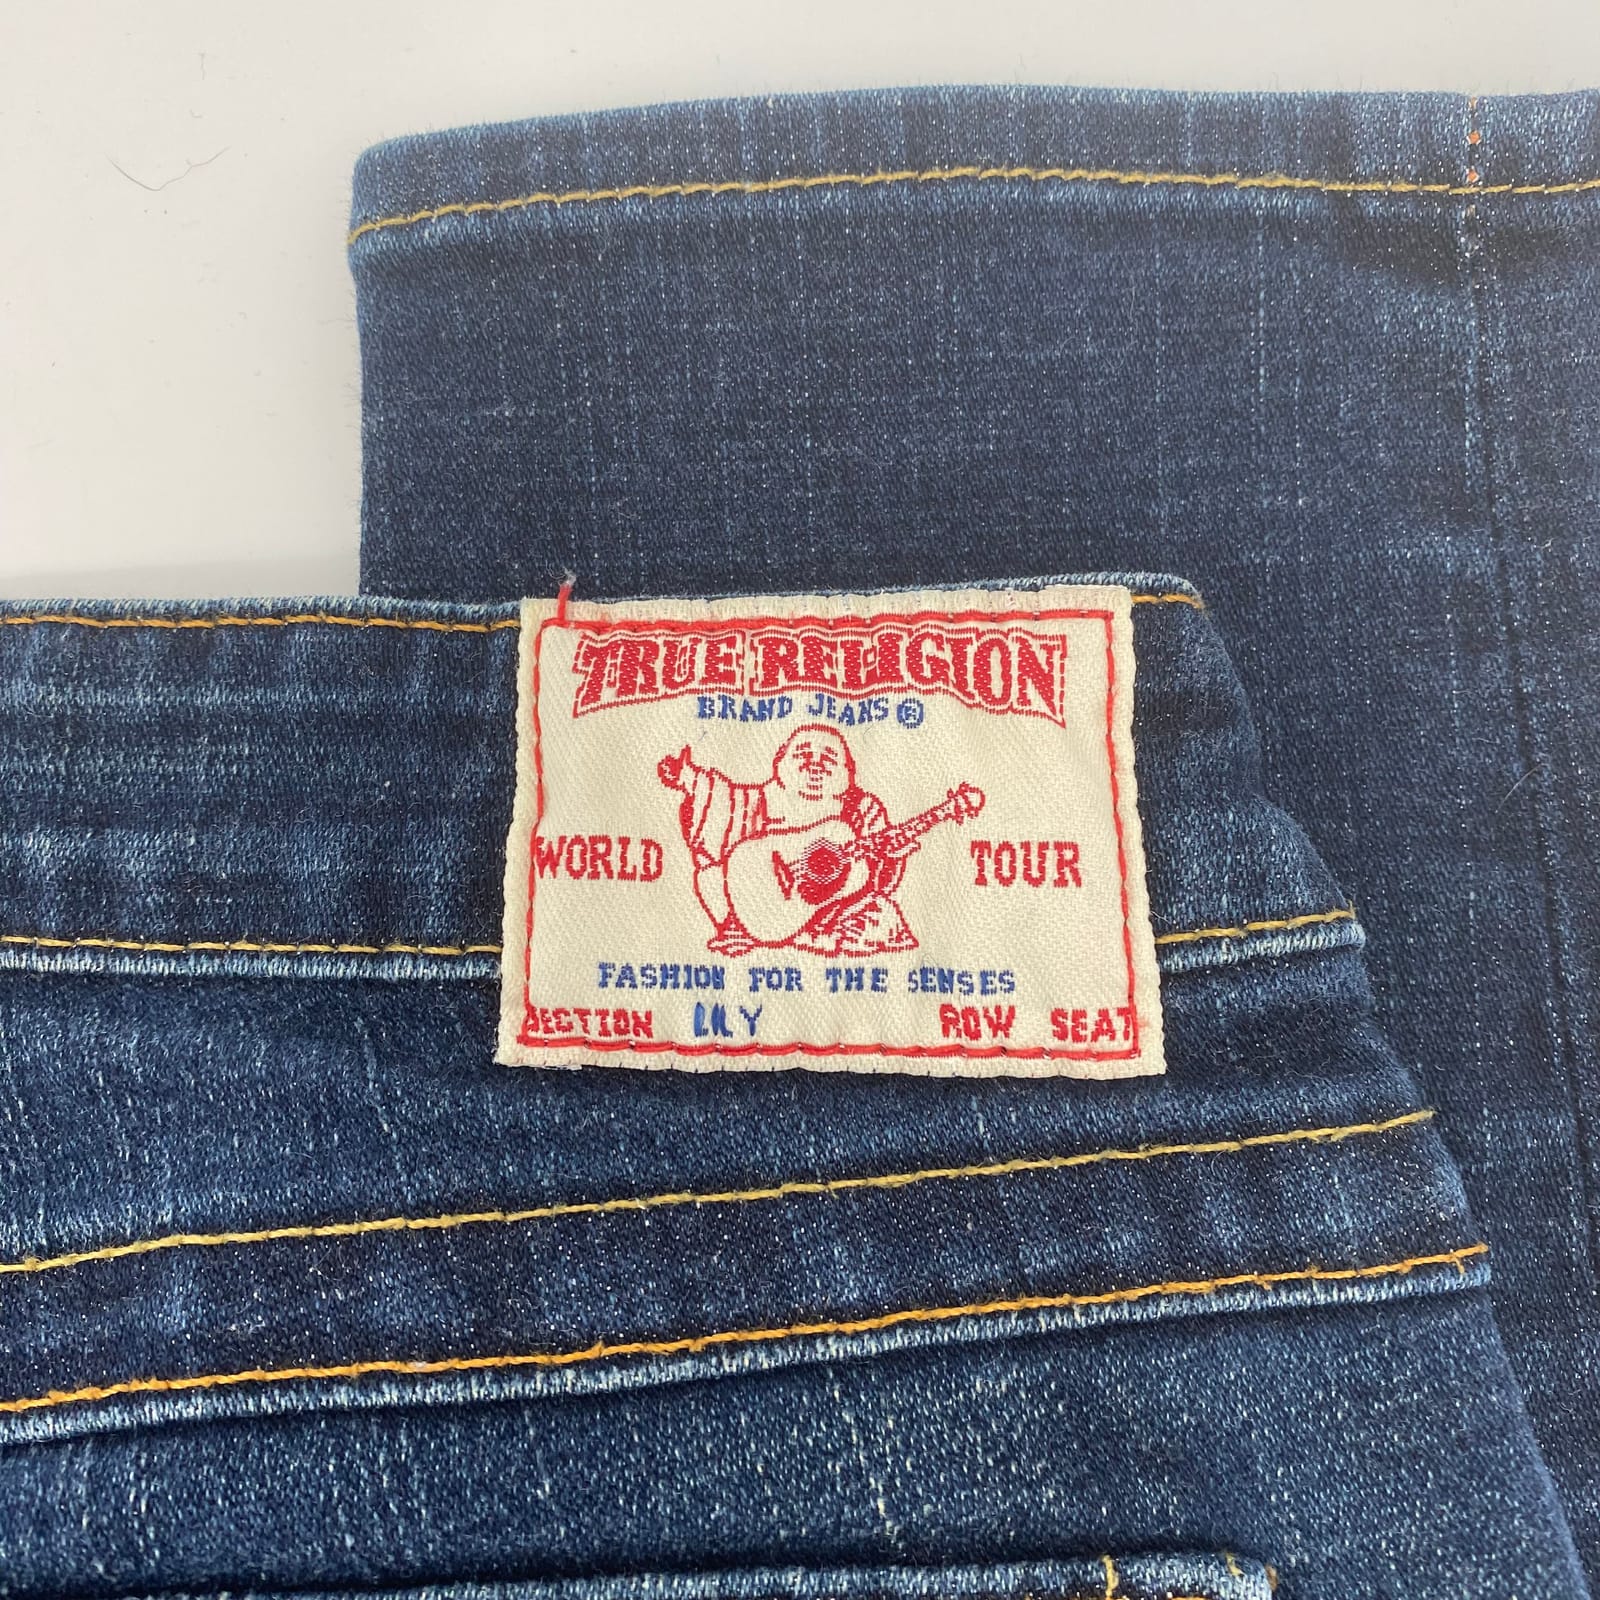 TRUE RELIGION
BRAND JEANS®
WORLD TOUR
FASHION FOR THE SENSES
SECTION LILY ROW SEAT